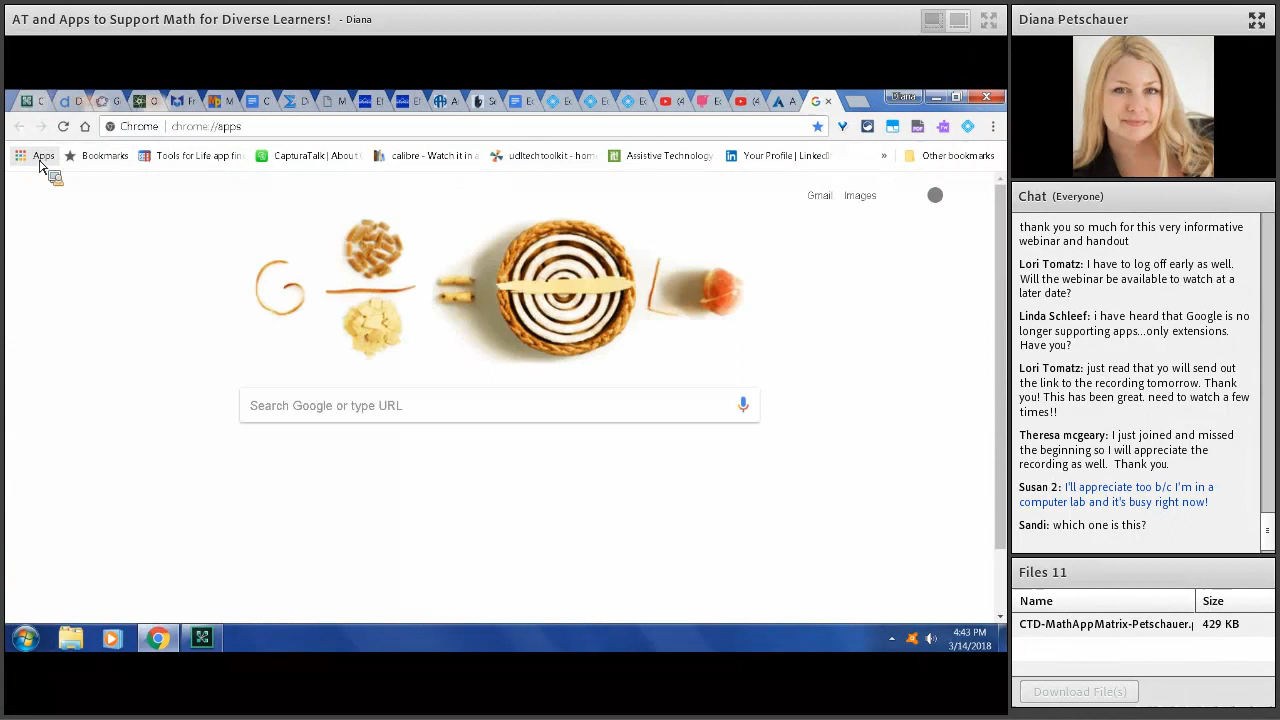 AT and Apps to Support Math for Diverse Learners! - Diana
Diana
Chrome chrome://apps
Apps Bookmarks Tools for Life app fin CapturaTalk | About calibre - Watch it in a udltechtoolkit - hom Assistive Technology Your Profile | LinkedI » Other bookmarks
Gmail Images
Search Google or type URL
4:43 PM
3/14/2018
Diana Petschauer
Chat (Everyone)
thank you so much for this very informative
webinar and handout
Lori Tomatz: I have to log off early as well.
Will the webinar be available to watch at a
later date?
Linda Schleef: i have heard that Google is no
longer supporting apps...only extensions.
Have you?
Lori Tomatz: just read that yo will send out
the link to the recording tomorrow. Thank
you! This has been great. need to watch a few
times!!
Theresa mcgeary: I just joined and missed
the beginning so I will appreciate the
recording as well. Thank you.
Susan 2: I'll appreciate too b/c I'm in a
computer lab and it's busy right now!
Sandi: which one is this?
Files 11
Name Size
CTD-MathAppMatrix-Petschauer.p 429 KB
Download File(s)